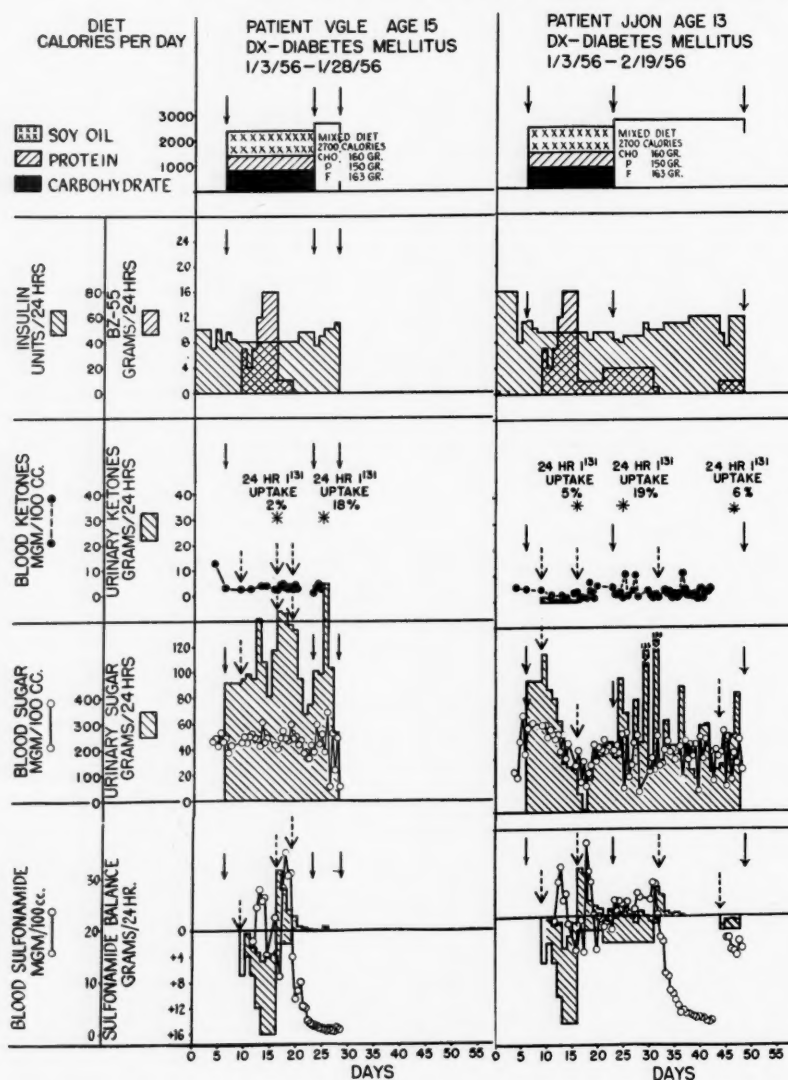 DIET
CALORIES PER DAY
PATIENT VGLE AGE 15
DX-DIABETES MELLITUS
1/3/56-1/28/56
PATIENT JJON AGE 13
DX-DIABETES MELLITUS
1/3/56-2/19/56
SOY OIL
PROTEIN
CARBOHYDRATE
3000
2000
1000
MIXED DIET
2700 CALORIES
CHO 160 GR.
P 150 GR.
F 163 GR.
MIXED DIET
2700 CALORIES
CHO 160 GR.
P 150 GR.
F 163 GR.
INSULIN
UNITS/24 HRS
80
60
40
20
0
BZ-55
GRAMS/24 HRS
24
20
16
12
8
4
0
BLOOD KETONES
MGM/100 CC.
40
30
20
10
0
URINARY KETONES
GRAMS/24 HRS
40
30
20
10
0
24 HR I131
UPTAKE
2%
24 HR I131
UPTAKE
18%
24 HR I131
UPTAKE
5%
24 HR I131
UPTAKE
19%
24 HR I131
UPTAKE
6%
BLOOD SUGAR
MGM/100 CC.
400
300
200
100
0
URINARY SUGAR
GRAMS/24 HRS
120
100
80
60
40
20
0
BLOOD SULFONAMIDE
MGM/100cc.
30
20
10
0
SULFONAMIDE BALANCE
GRAMS/24 HR.
0
+4
+8
+12
+16
0 5 10 15 20 25 30 35 40 45 50 55
DAYS
0 5 10 15 20 25 30 35 40 45 50 55
DAYS